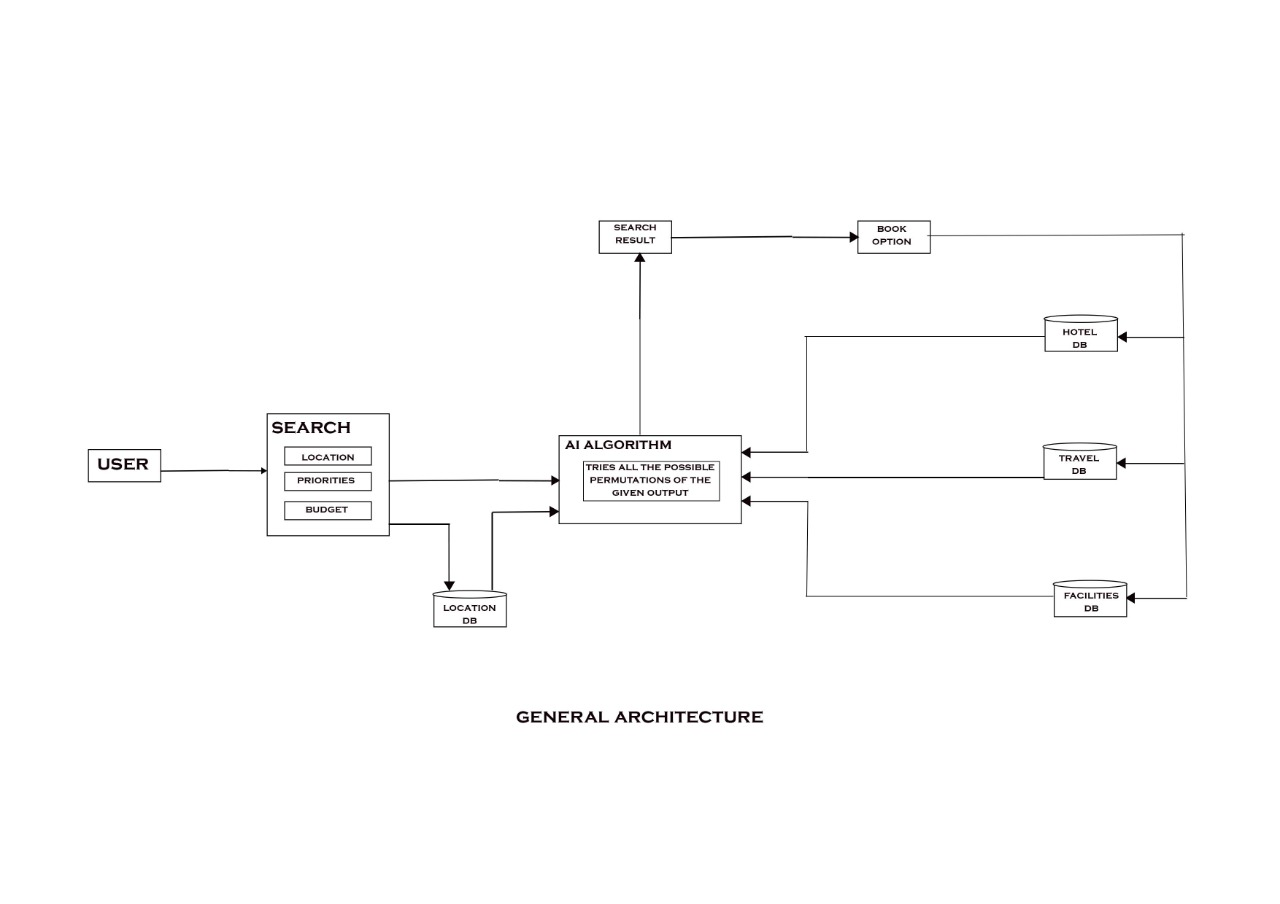 SEARCH
RESULT
BOOK
OPTION
HOTEL
DB
SEARCH
LOCATION
PRIORITIES
BUDGET
USER
AI ALGORITHM
TRIES ALL THE POSSIBLE
PERMUTATIONS OF THE
GIVEN OUTPUT
TRAVEL
DB
LOCATION
DB
FACILITIES
DB
GENERAL ARCHITECTURE